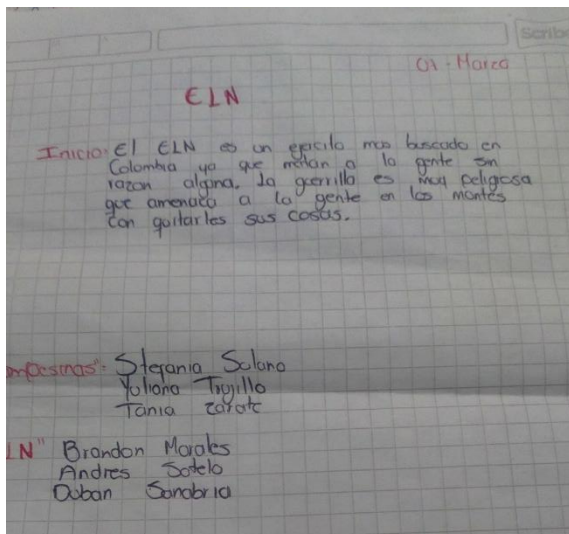 Scribe
01 - Marzo
ELN
Inicio: El ELN es un ejercito mas buscado en
Colombia ya que matan a la gente sin
razon alguna. la guerrilla es muy peligrosa
que amenaza a la gente en los montes
con quitarles sus cosas.
mpesinas": Stefania Solano
Yuliana Trujillo
Tania Zarate
LN" Brandon Morales
Andres Sotelo
Duban Sanabria